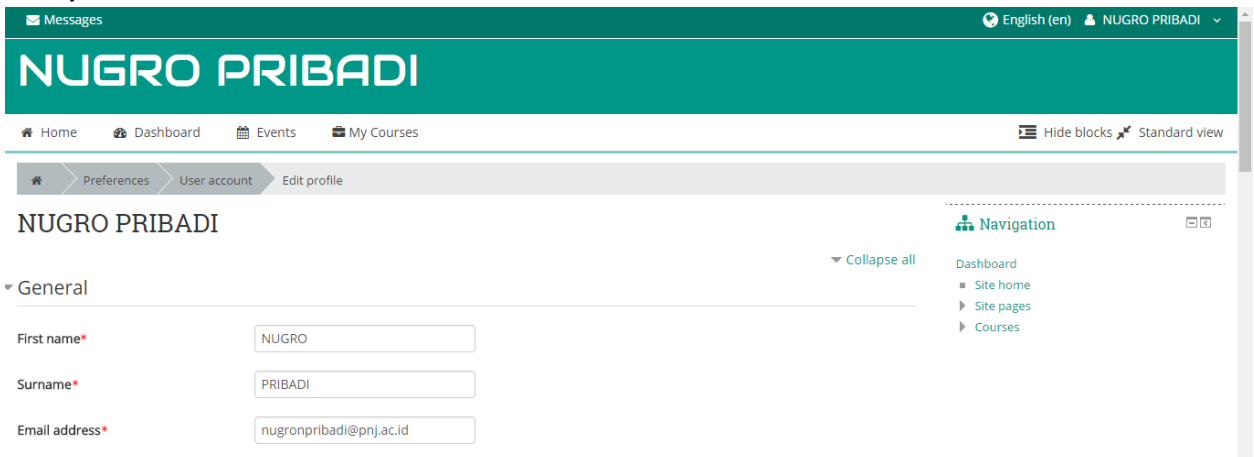 Messages English (en) NUGRO PRIBADI
NUGRO PRIBADI
Home Dashboard Events My Courses Hide blocks Standard view
Preferences User account Edit profile
NUGRO PRIBADI
Collapse all
General
First name* NUGRO
Surname* PRIBADI
Email address* nugronpribadi@pnj.ac.id
Navigation
Dashboard
Site home
Site pages
Courses